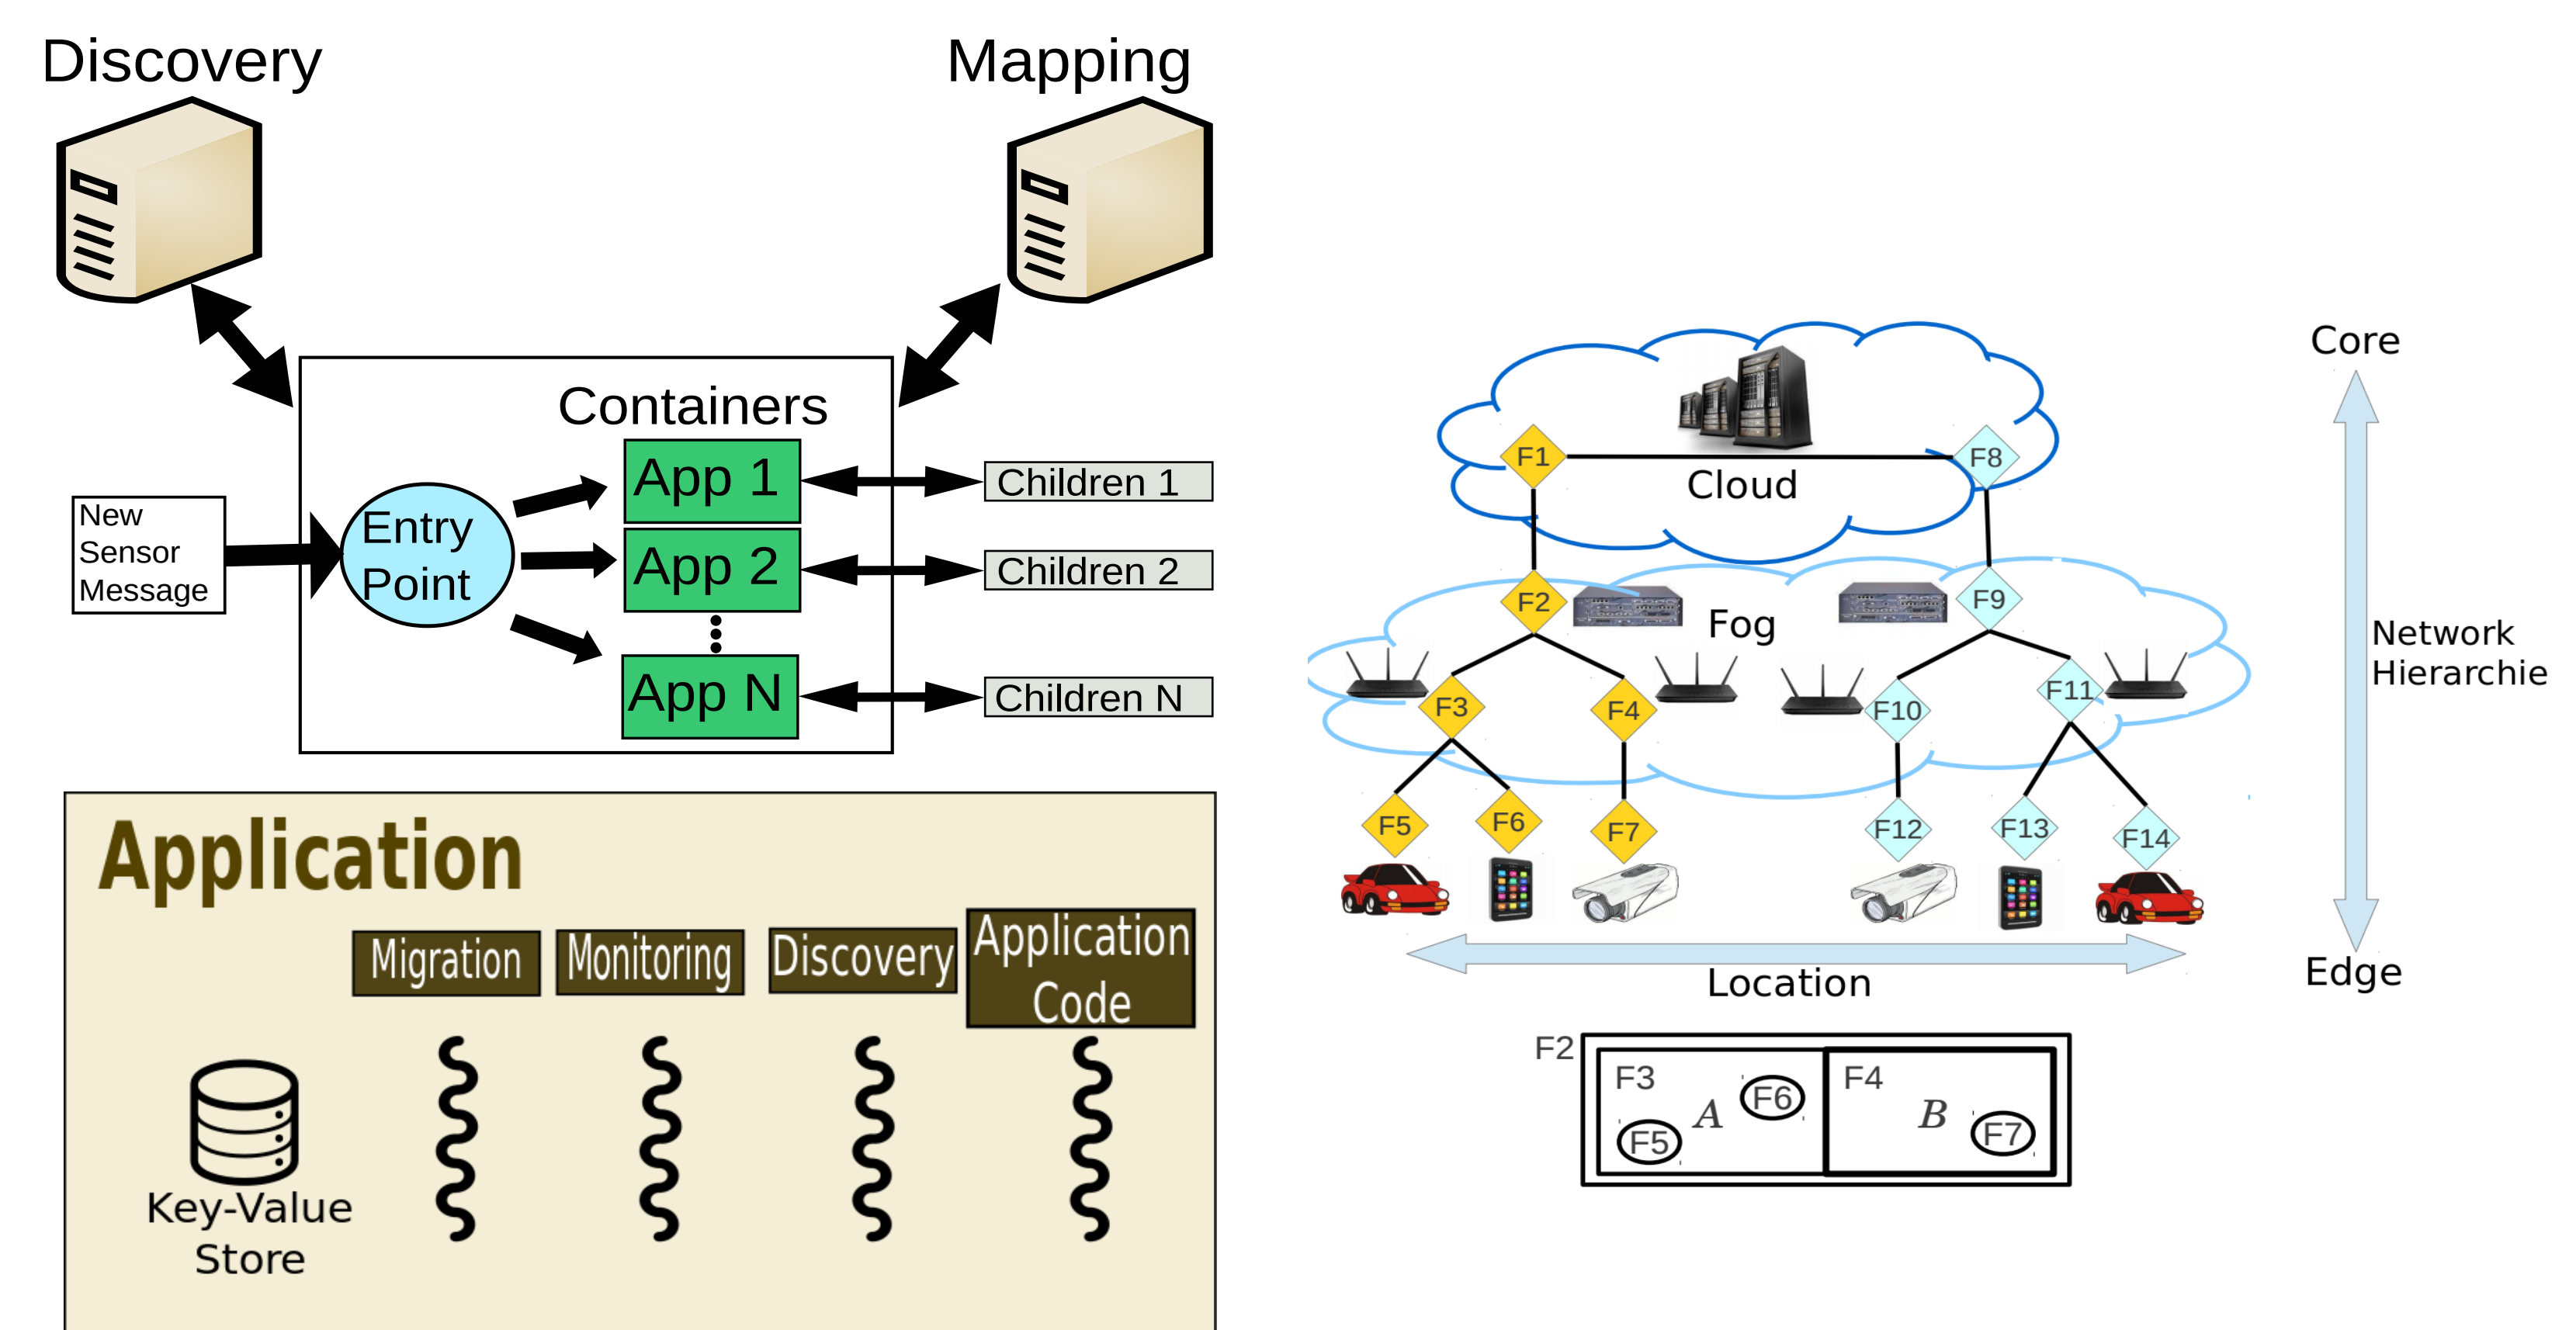 Discovery
Mapping
Containers
New
Sensor
Message
Entry
Point
App 1
App 2
App N
Children 1
Children 2
Children N
Application
Migration
Monitoring
Discovery
Application
Code
Key-Value
Store
Core
F1
F8
Cloud
F2
Fog
F9
Network
Hierarchie
F3
F4
F10
F11
F5
F6
F7
F12
F13
F14
Location
Edge
F2
F3
F4
A
F6
B
F5
F7